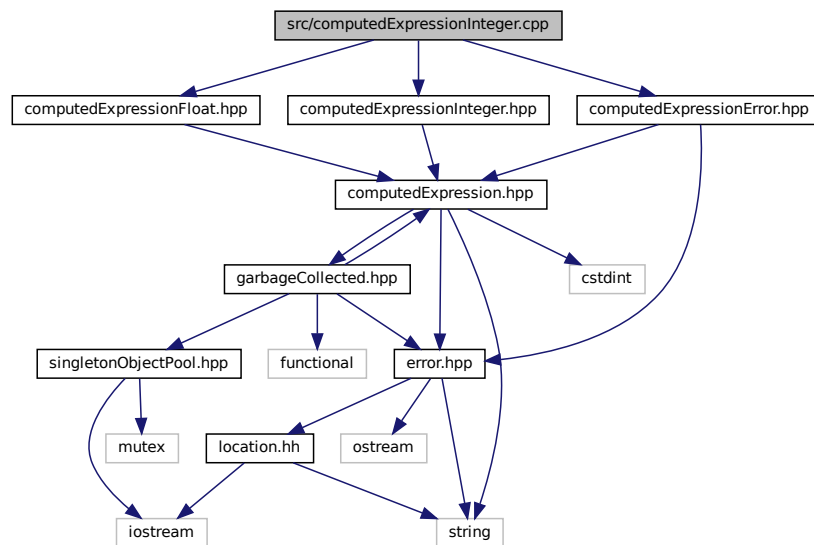 src/computedExpressionInteger.cpp
computedExpressionFloat.hpp
computedExpressionInteger.hpp
computedExpressionError.hpp
computedExpression.hpp
garbageCollected.hpp
cstdint
singletonObjectPool.hpp
functional
error.hpp
mutex
location.hh
ostream
iostream
string